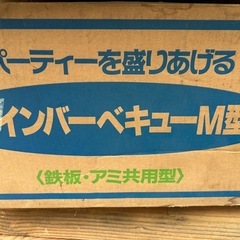 パーティーを盛りあげる
インバーベキューM型
〈鉄板・アミ共用型〉